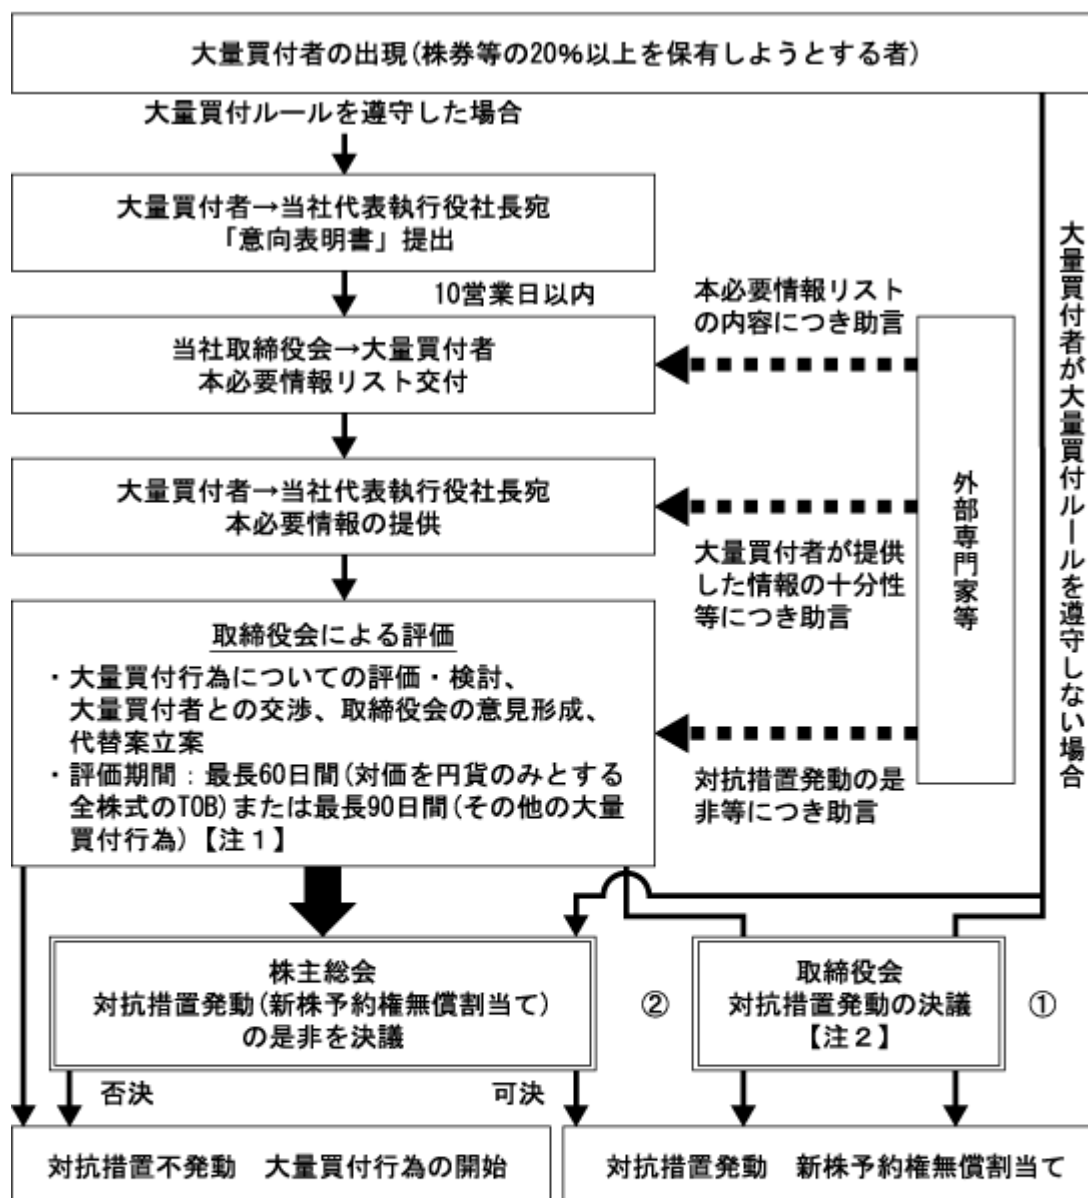 大量買付者の出現(株券等の20%以上を保有しようとする者)
大量買付ルールを遵守した場合
大量買付者→当社代表執行役社長宛
「意向表明書」提出
10営業日以内
当社取締役会→大量買付者
本必要情報リスト交付
本必要情報リスト
の内容につき助言
大量買付者→当社代表執行役社長宛
本必要情報の提供
大量買付者が提供
した情報の十分性
等につき助言
外部専門家等
大量買付者が大量買付ルールを遵守しない場合
取締役会による評価
・大量買付行為についての評価・検討、
大量買付者との交渉、取締役会の意見形成、
代替案立案
・評価期間：最長60日間(対価を円貨のみとする
全株式のTOB)または最長90日間(その他の大量
買付行為)【注１】
対抗措置発動の是
非等につき助言
株主総会
対抗措置発動(新株予約権無償割当て)
の是非を決議
②
取締役会
対抗措置発動の決議
【注２】
①
否決
可決
対抗措置不発動　大量買付行為の開始
対抗措置発動　新株予約権無償割当て